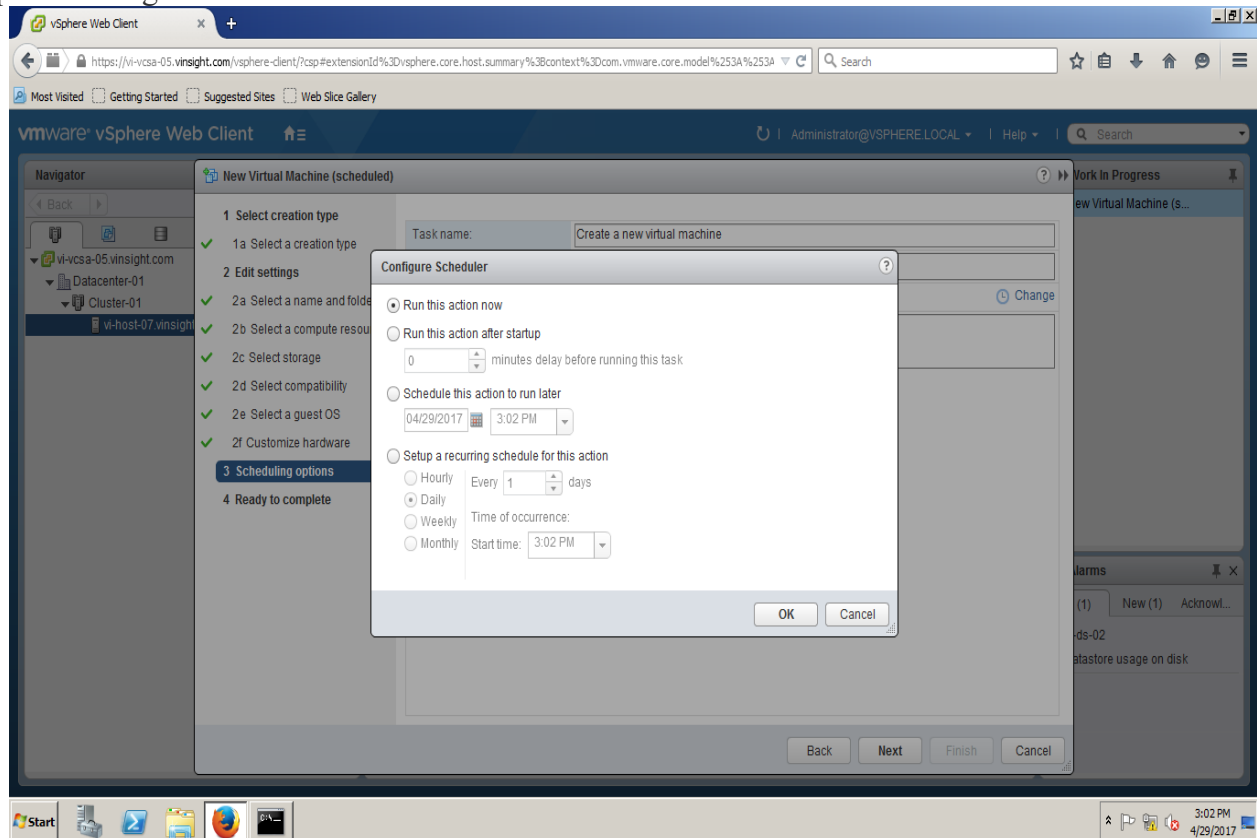 vSphere Web Client × +
https://vi-vcsa-05.vinsight.com/vsphere-client/?csp#extensionId%3Dvsphere.core.host.summary%3Bcontext%3Dcom.vmware.core.model%253A%253A
Search
Most Visited Getting Started Suggested Sites Web Slice Gallery
vmware® vSphere Web Client
Administrator@VSPHERE.LOCAL | Help | Search
Navigator
Back
vi-vcsa-05.vinsight.com
Datacenter-01
Cluster-01
vi-host-07.vinsight
New Virtual Machine (scheduled)
1 Select creation type
1a Select a creation type
2 Edit settings
2a Select a name and folde
2b Select a compute resou
2c Select storage
2d Select compatibility
2e Select a guest OS
2f Customize hardware
3 Scheduling options
4 Ready to complete
Task name: Create a new virtual machine
Change
Configure Scheduler
Run this action now
Run this action after startup
0 minutes delay before running this task
Schedule this action to run later
04/29/2017 3:02 PM
Setup a recurring schedule for this action
Hourly
Daily
Weekly
Monthly
Every 1 days
Time of occurrence:
Start time: 3:02 PM
OK Cancel
Back Next Finish Cancel
Work In Progress
ew Virtual Machine (s...
larms
(1) New (1) Acknowl...
-ds-02
atastore usage on disk
Start
3:02 PM
4/29/2017